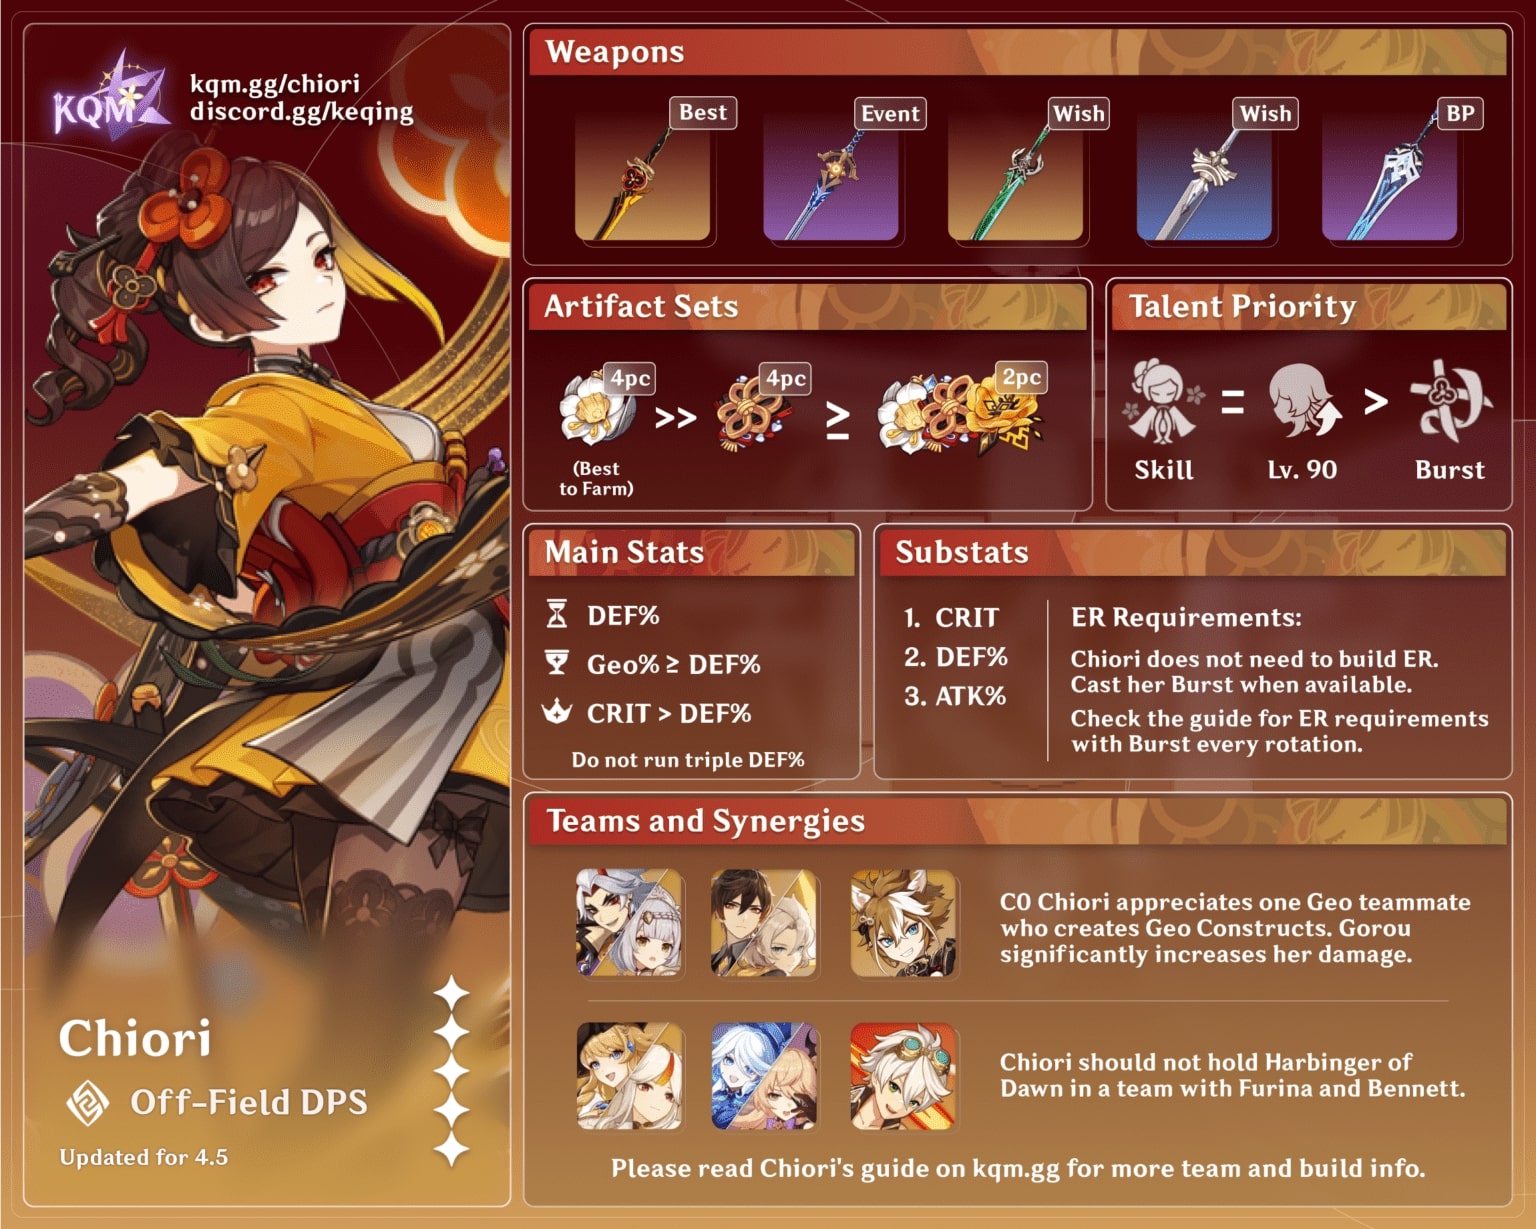 KQM
kqm.gg/chiori
discord.gg/keqing
Chiori
Off-Field DPS
Updated for 4.5
Weapons
Best
Event
Wish
Wish
BP
Artifact Sets
4pc
>>
4pc
≥
2pc
(Best
to Farm)
Talent Priority
=
>
Skill
Lv. 90
Burst
Main Stats
DEF%
Geo% ≥ DEF%
CRIT > DEF%
Do not run triple DEF%
Substats
1. CRIT
2. DEF%
3. ATK%
ER Requirements:
Chiori does not need to build ER.
Cast her Burst when available.
Check the guide for ER requirements
with Burst every rotation.
Teams and Synergies
C0 Chiori appreciates one Geo teammate
who creates Geo Constructs. Gorou
significantly increases her damage.
Chiori should not hold Harbinger of
Dawn in a team with Furina and Bennett.
Please read Chiori's guide on kqm.gg for more team and build info.